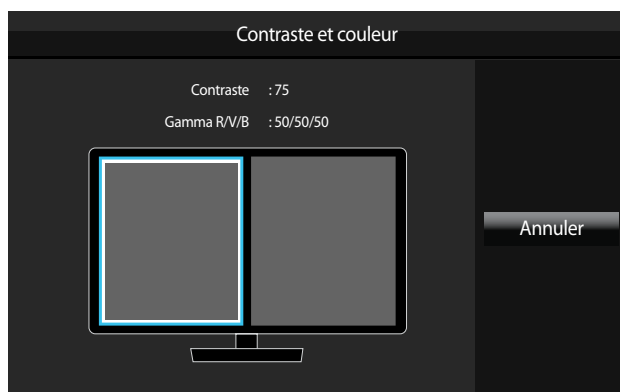 Contraste et couleur
Contraste : 75
Gamma R/V/B : 50/50/50
Annuler